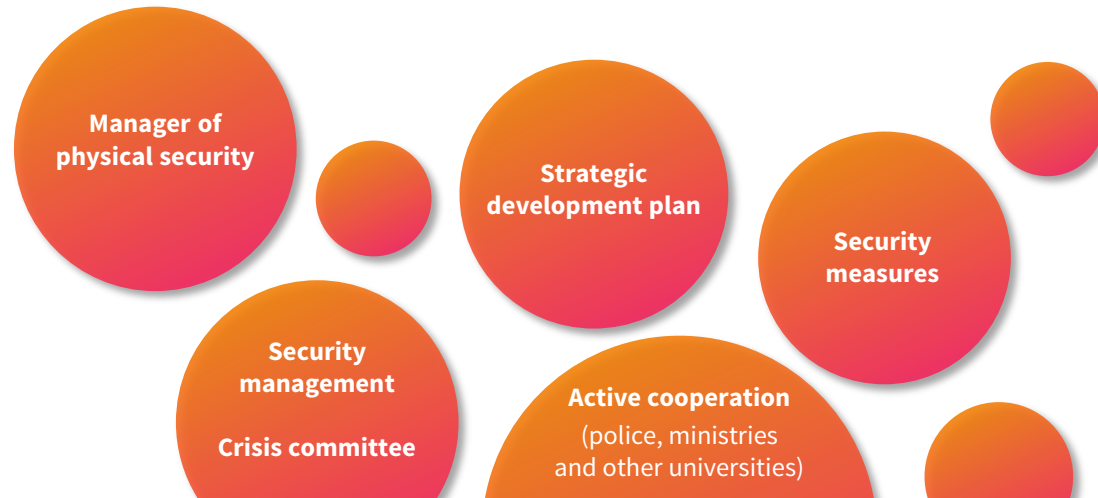 Manager of
physical security
Strategic
development plan
Security
measures
Security
management
Crisis committee
Active cooperation
(police, ministries
and other universities)